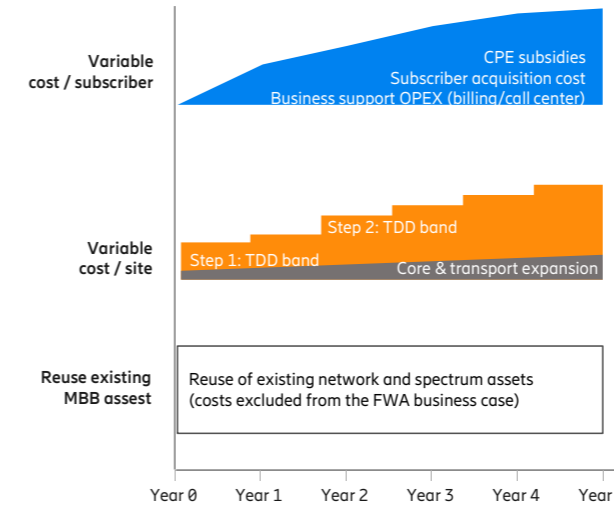 Variable
cost / subscriber
CPE subsidies
Subscriber acquisition cost
Business support OPEX (billing/call center)
Variable
cost / site
Step 2: TDD band
Step 1: TDD band
Core & transport expansion
Reuse existing
MBB assest
Reuse of existing network and spectrum assets
(costs excluded from the FWA business case)
Year 0 Year 1 Year 2 Year 3 Year 4 Year